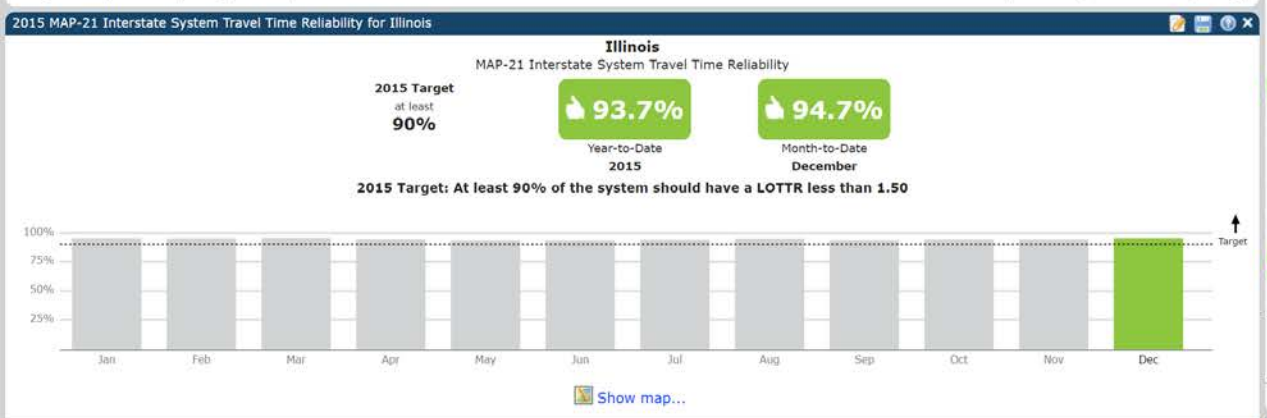 2015 MAP-21 Interstate System Travel Time Reliability for Illinois
Illinois
MAP-21 Interstate System Travel Time Reliability
2015 Target
at least
90%
93.7%
Year-to-Date
2015
94.7%
Month-to-Date
December
2015 Target: At least 90% of the system should have a LOTTR less than 1.50
100%
75%
50%
25%
Target
Jan Feb Mar Apr May Jun Jul Aug Sep Oct Nov Dec
Show map...